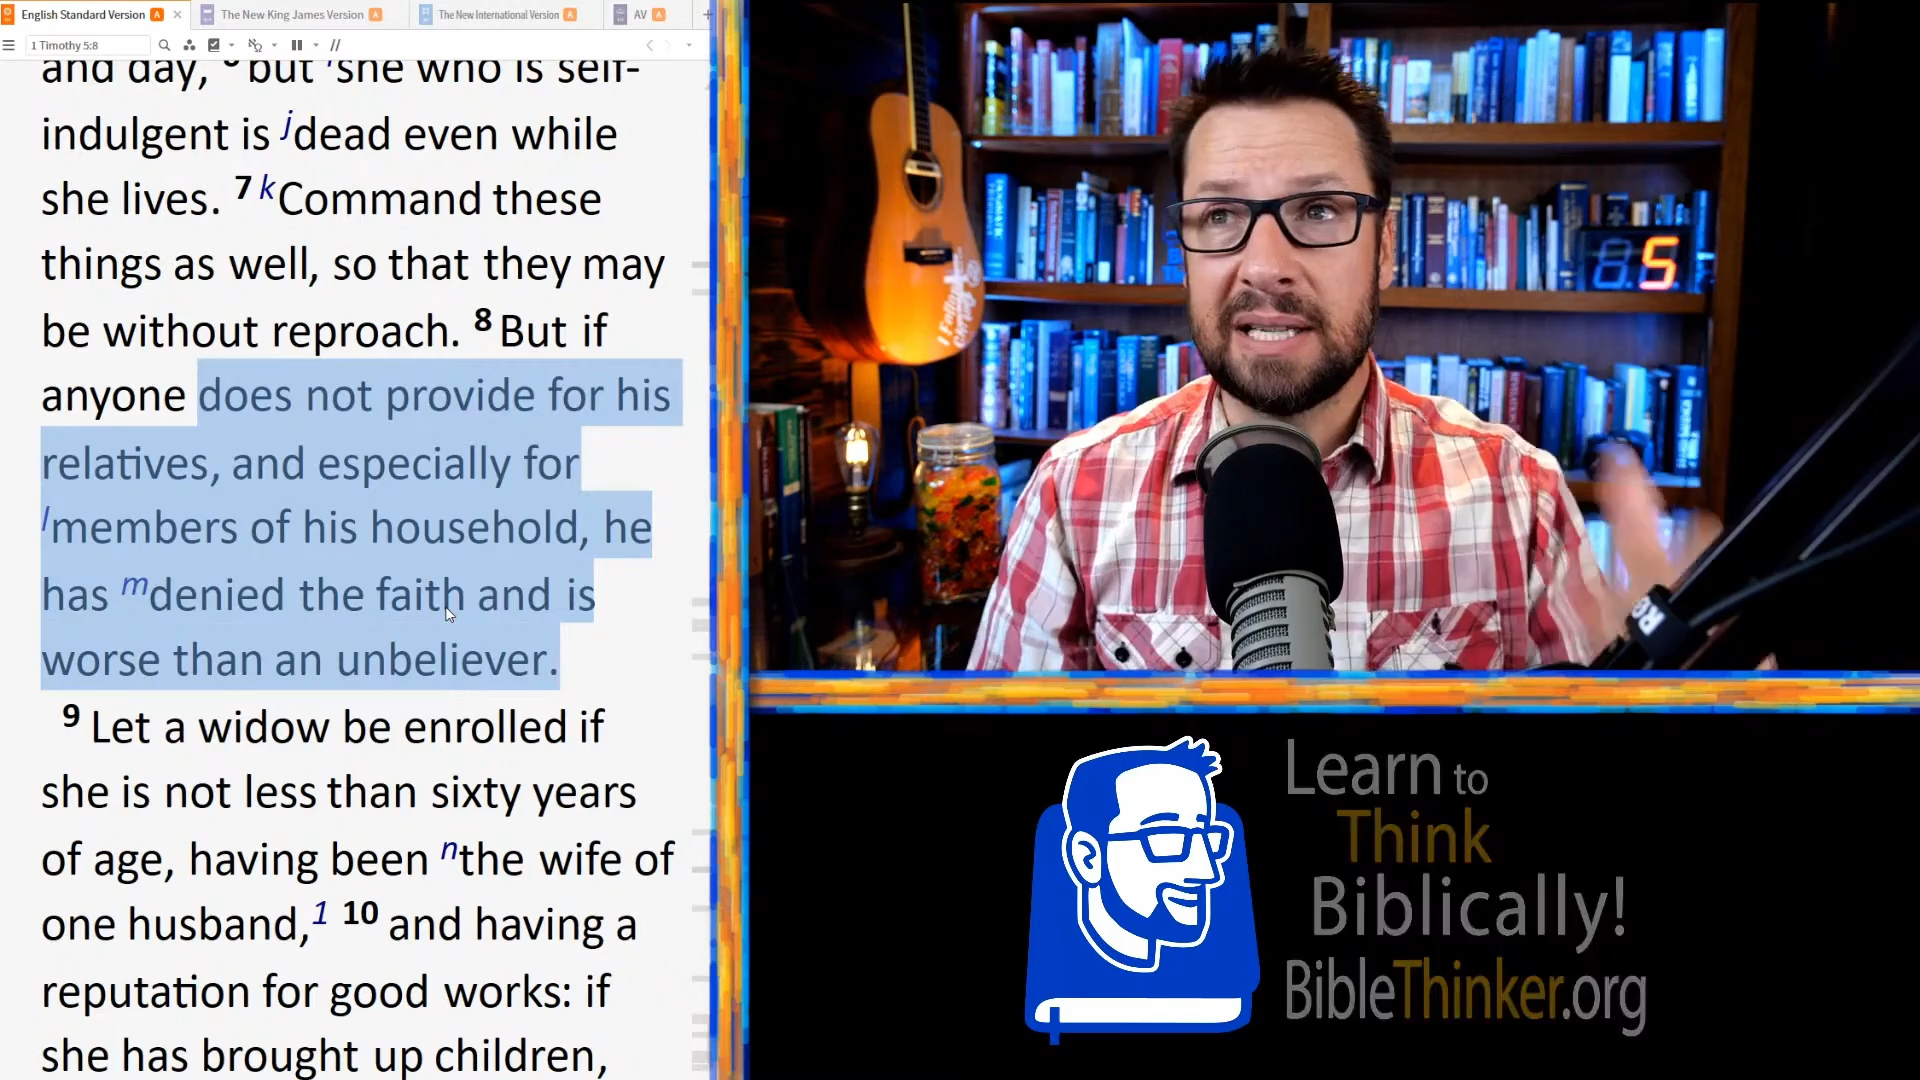 English Standard Version A
The New King James Version A
The New International Version A
AV A
1 Timothy 5:8
and day, 6 but i she who is self-
indulgent is j dead even while
she lives. 7 k Command these
things as well, so that they may
be without reproach. 8 But if
anyone does not provide for his
relatives, and especially for
l members of his household, he
has m denied the faith and is
worse than an unbeliever.
9 Let a widow be enrolled if
she is not less than sixty years
of age, having been n the wife of
one husband,1 10 and having a
reputation for good works: if
she has brought up children,
5
Learn to
Think
Biblically!
BibleThinker.org